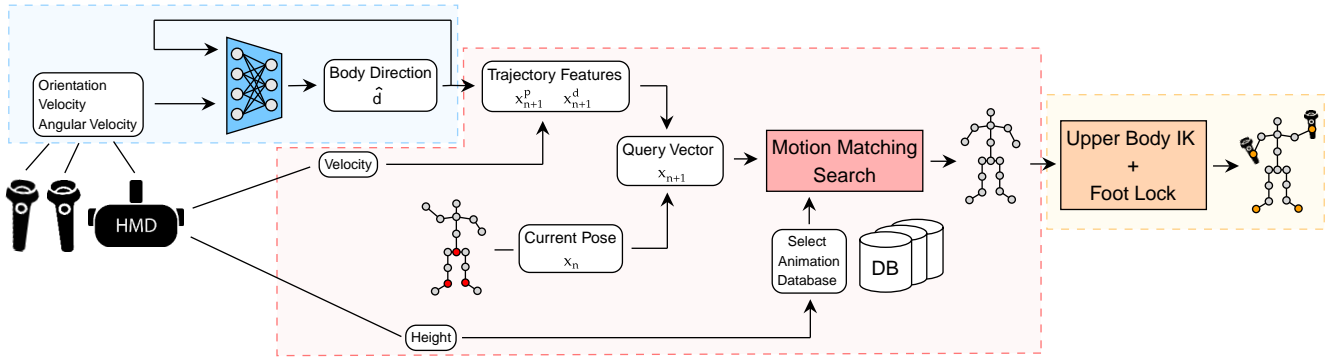 Orientation
Velocity
Angular Velocity
Body Direction
d̂
Trajectory Features
x^p_{n+1} x^d_{n+1}
Velocity
Query Vector
x_{n+1}
Motion Matching
Search
Upper Body IK
+
Foot Lock
HMD
Current Pose
x_n
Select
Animation
Database
DB
Height